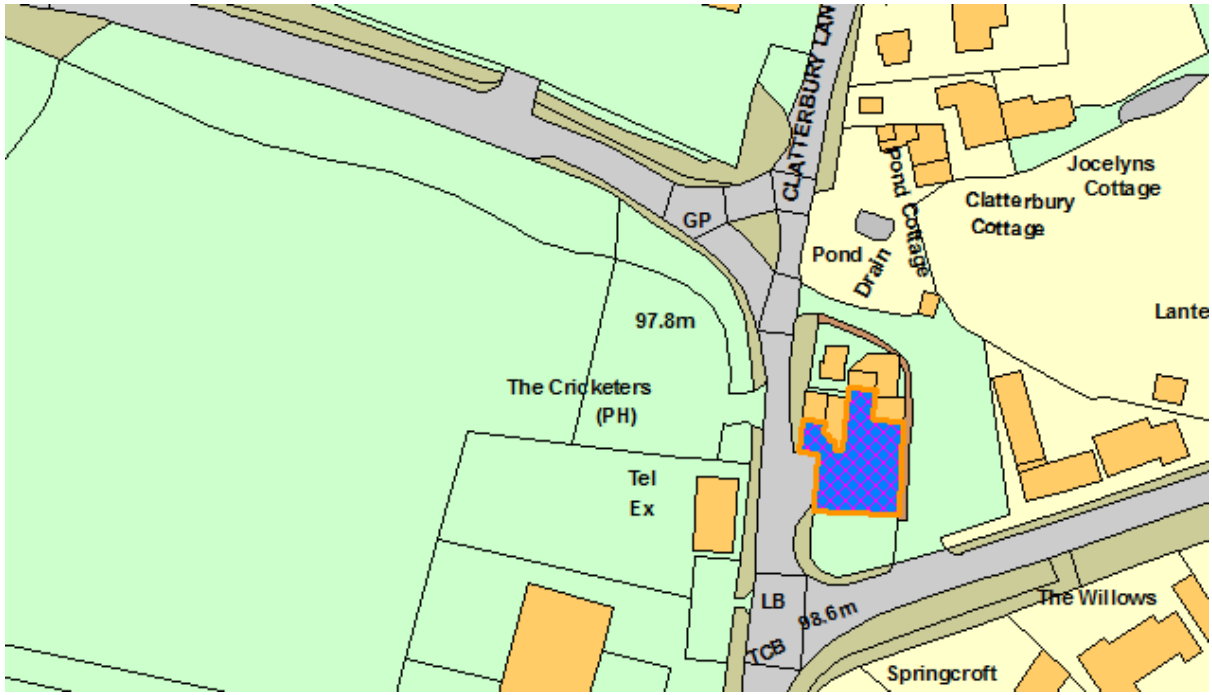 CLATTERBURY LAN
Jocelyns
Cottage
Clatterbury
Cottage
Pond Cottage
GP
Pond
Drain
97.8m
Lante
The Cricketers
(PH)
Tel
Ex
LB
98.6m
TCB
The Willows
Springcroft